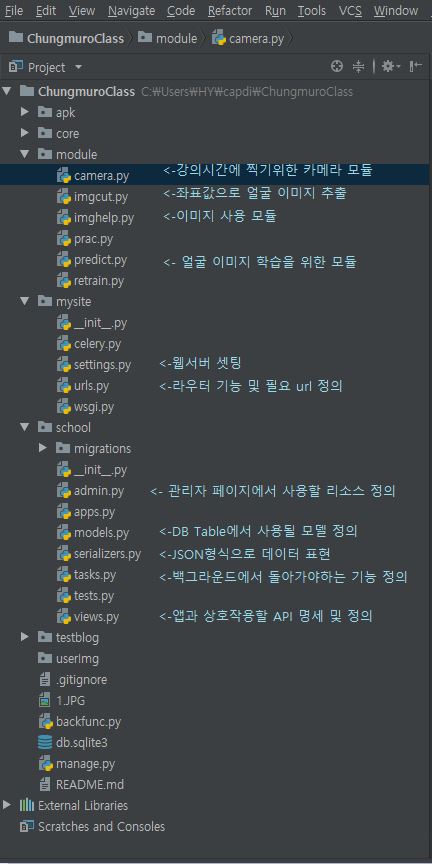 File Edit View Navigate Code Refactor Run Tools VCS Window
ChungmuroClass module camera.py
Project
ChungmuroClass C:₩Users₩HY₩capdi₩ChungmuroClass
apk
core
module
camera.py <-강의시간에 찍기위한 카메라 모듈
imgcut.py <-좌표값으로 얼굴 이미지 추출
imghelp.py <-이미지 사용 모듈
prac.py
predict.py <- 얼굴 이미지 학습을 위한 모듈
retrain.py
mysite
__init__.py
celery.py
settings.py <-웹서버 셋팅
urls.py <-라우터 기능 및 필요 url 정의
wsgi.py
school
migrations
__init__.py
admin.py <- 관리자 페이지에서 사용할 리소스 정의
apps.py
models.py <-DB Table에서 사용될 모델 정의
serializers.py <-JSON형식으로 데이터 표현
tasks.py <-백그라운드에서 돌아가야하는 기능 정의
tests.py
views.py <-앱과 상호작용할 API 명세 및 정의
testblog
userImg
.gitignore
1.JPG
backfunc.py
db.sqlite3
manage.py
README.md
External Libraries
Scratches and Consoles